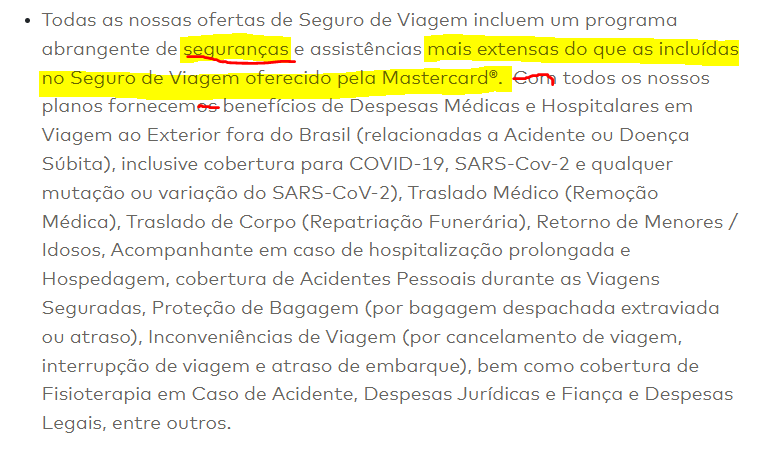 Todas as nossas ofertas de Seguro de Viagem incluem um programa
abrangente de seguranças e assistências mais extensas do que as incluídas
no Seguro de Viagem oferecido pela Mastercard®. Com todos os nossos
planos fornecemos benefícios de Despesas Médicas e Hospitalares em
Viagem ao Exterior fora do Brasil (relacionadas a Acidente ou Doença
Súbita), inclusive cobertura para COVID-19, SARS-Cov-2 e qualquer
mutação ou variação do SARS-CoV-2), Traslado Médico (Remoção
Médica), Traslado de Corpo (Repatriação Funerária), Retorno de Menores /
Idosos, Acompanhante em caso de hospitalização prolongada e
Hospedagem, cobertura de Acidentes Pessoais durante as Viagens
Seguradas, Proteção de Bagagem (por bagagem despachada extraviada
ou atraso), Inconveniências de Viagem (por cancelamento de viagem,
interrupção de viagem e atraso de embarque), bem como cobertura de
Fisioterapia em Caso de Acidente, Despesas Jurídicas e Fiança e Despesas
Legais, entre outros.